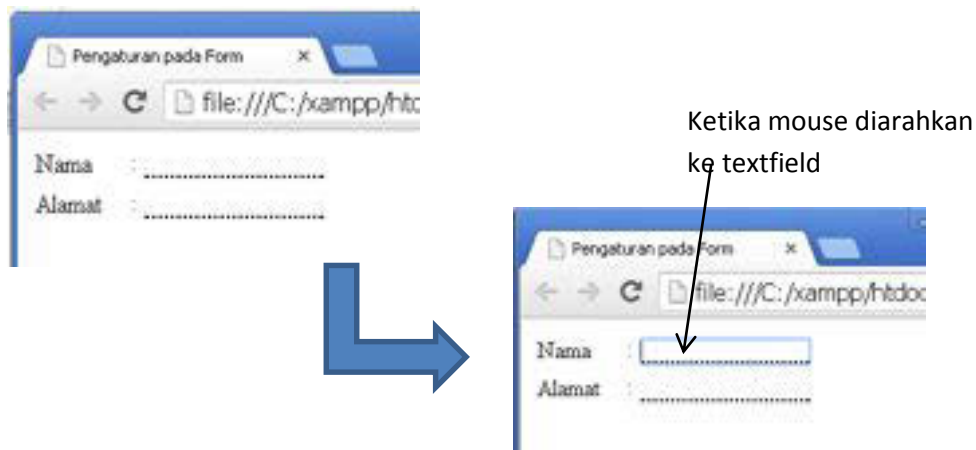 Pengaturan pada Form ×
file:///C:/xampp/htd
Nama :
Alamat :
Ketika mouse diarahkan
ke textfield
Pengaturan pada Form ×
file:///C:/xampp/htdoc
Nama :
Alamat :